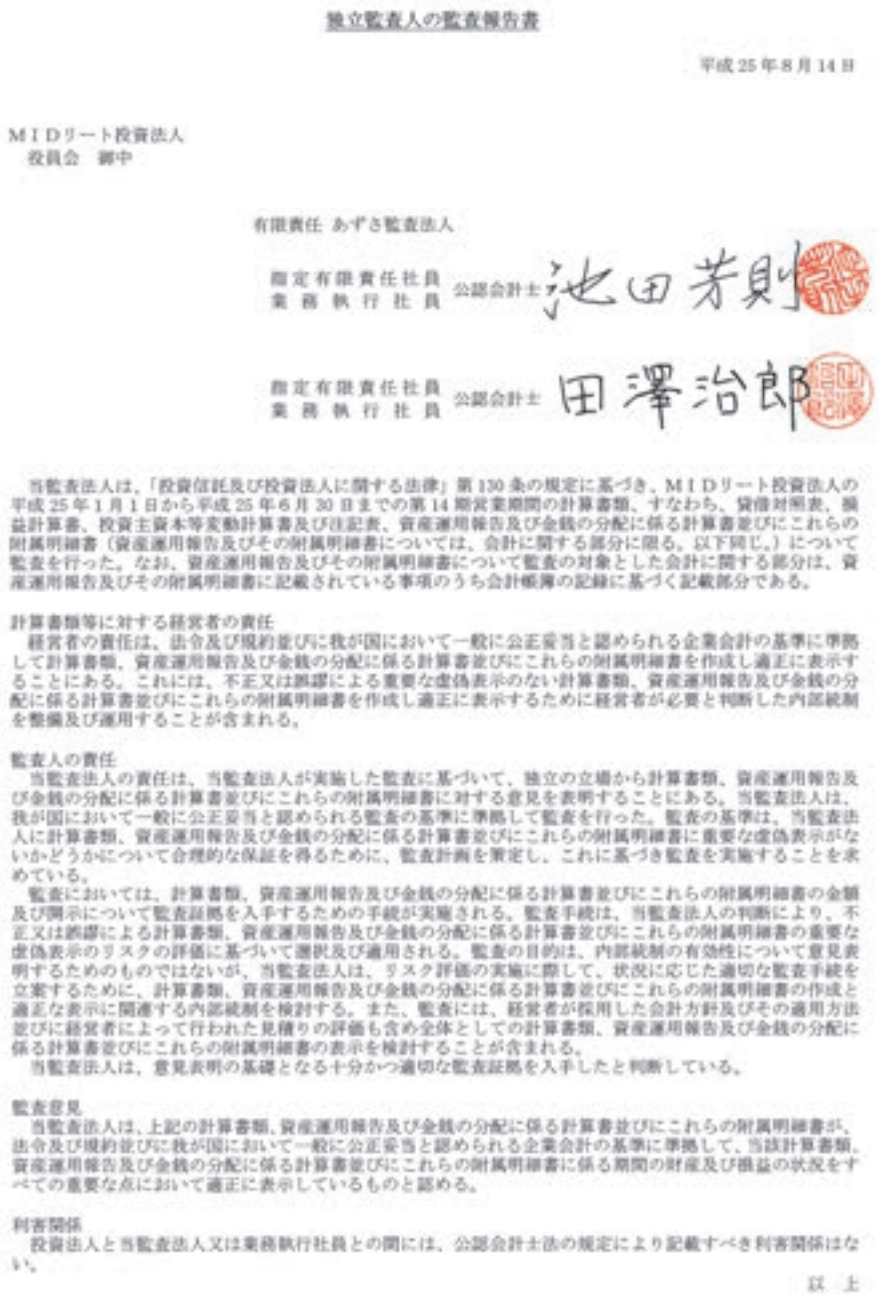 独立監査人の監査報告書
平成 25 年 8 月 14 日
MIDリート投資法人
役員会 御中
有限責任 あずさ監査法人
指定有限責任社員
業務執行社員 公認会計士 池田芳則
指定有限責任社員
業務執行社員 公認会計士 田澤治郎
当監査法人は、「投資信託及び投資法人に関する法律」第 130 条の規定に基づき、MIDリート投資法人の
平成 25 年 1 月 1 日から平成 25 年 6 月 30 日までの第 14 期営業期間の計算書類、すなわち、貸借対照表、損
益計算書、投資主資本等変動計算書及び注記表、資産運用報告及び金銭の分配に係る計算書並びにこれらの
附属明細書（資産運用報告及びその附属明細書については、会計に関する部分に限る。以下同じ。）について
監査を行った。なお、資産運用報告及びその附属明細書について監査の対象とした会計に関する部分は、資
産運用報告及びその附属明細書に記載されている事項のうち会計帳簿の記録に基づく記載部分である。
計算書類等に対する経営者の責任
経営者の責任は、法令及び規約並びに我が国において一般に公正妥当と認められる企業会計の基準に準拠
して計算書類、資産運用報告及び金銭の分配に係る計算書並びにこれらの附属明細書を作成し適正に表示す
ることにある。これには、不正又は誤謬による重要な虚偽表示のない計算書類、資産運用報告及び金銭の分
配に係る計算書並びにこれらの附属明細書を作成し適正に表示するために経営者が必要と判断した内部統制
を整備及び運用することが含まれる。
監査人の責任
当監査法人の責任は、当監査法人が実施した監査に基づいて、独立の立場から計算書類、資産運用報告及
び金銭の分配に係る計算書並びにこれらの附属明細書に対する意見を表明することにある。当監査法人は、
我が国において一般に公正妥当と認められる監査の基準に準拠して監査を行った。監査の基準は、当監査法
人に計算書類、資産運用報告及び金銭の分配に係る計算書並びにこれらの附属明細書に重要な虚偽表示がな
いかどうかについて合理的な保証を得るために、監査計画を策定し、これに基づき監査を実施することを求
めている。
監査においては、計算書類、資産運用報告及び金銭の分配に係る計算書並びにこれらの附属明細書の金額
及び開示について監査証拠を入手するための手続が実施される。監査手続は、当監査法人の判断により、不
正又は誤謬による計算書類、資産運用報告及び金銭の分配に係る計算書並びにこれらの附属明細書の重要な
虚偽表示のリスクの評価に基づいて選択及び適用される。監査の目的は、内部統制の有効性について意見表
明するためのものではないが、当監査法人は、リスク評価の実施に際して、状況に応じた適切な監査手続を
立案するために、計算書類、資産運用報告及び金銭の分配に係る計算書並びにこれらの附属明細書の作成と
適正な表示に関連する内部統制を検討する。また、監査には、経営者が採用した会計方針及びその適用方法
並びに経営者によって行われた見積りの評価も含め全体としての計算書類、資産運用報告及び金銭の分配に
係る計算書並びにこれらの附属明細書の表示を検討することが含まれる。
当監査法人は、意見表明の基礎となる十分かつ適切な監査証拠を入手したと判断している。
監査意見
当監査法人は、上記の計算書類、資産運用報告及び金銭の分配に係る計算書並びにこれらの附属明細書が、
法令及び規約並びに我が国において一般に公正妥当と認められる企業会計の基準に準拠して、当該計算書類、
資産運用報告及び金銭の分配に係る計算書並びにこれらの附属明細書に係る期間の財産及び損益の状況をす
べての重要な点において適正に表示しているものと認める。
利害関係
投資法人と当監査法人又は業務執行社員との間には、公認会計士法の規定により記載すべき利害関係はな
い。
以 上